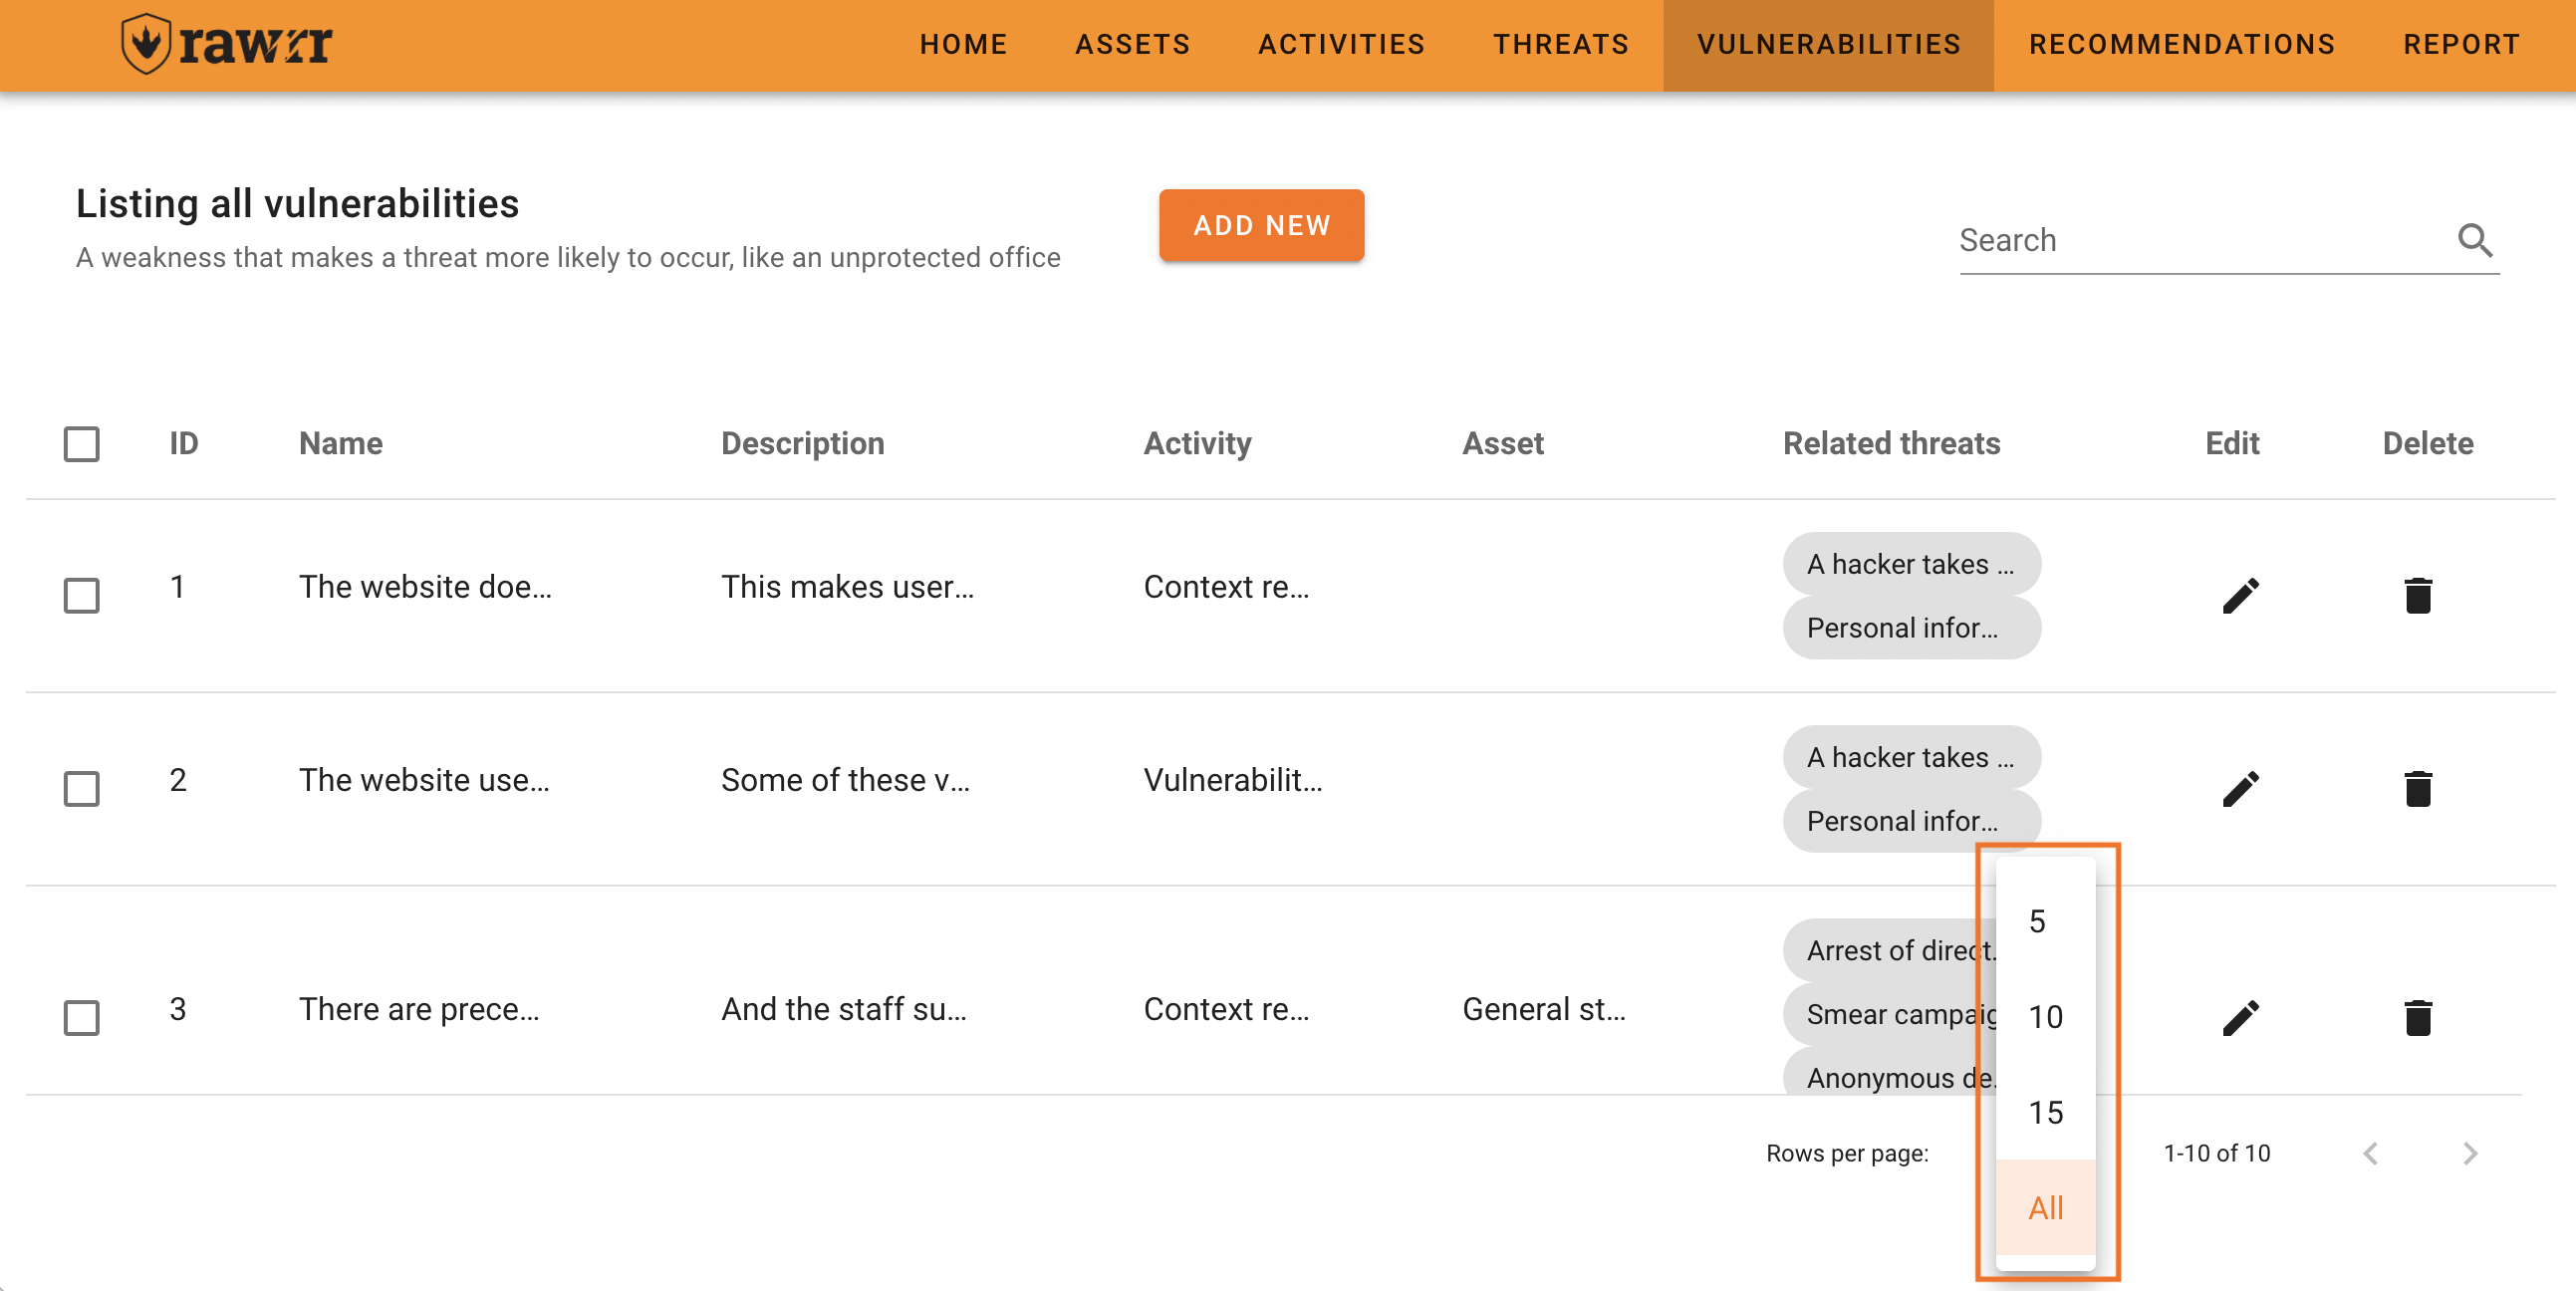 rawrr
HOME ASSETS ACTIVITIES THREATS VULNERABILITIES RECOMMENDATIONS REPORT
Listing all vulnerabilities
A weakness that makes a threat more likely to occur, like an unprotected office
ADD NEW
Search
ID Name Description Activity Asset Related threats Edit Delete
1 The website doe... This makes user... Context re... A hacker takes ...
Personal infor...
2 The website use... Some of these v... Vulnerabilit... A hacker takes ...
Personal infor...
Arrest of direct.
3 There are prece... And the staff su... Context re... General st... Smear campaig
Anonymous de.
5
10
15
All
Rows per page: 1-10 of 10